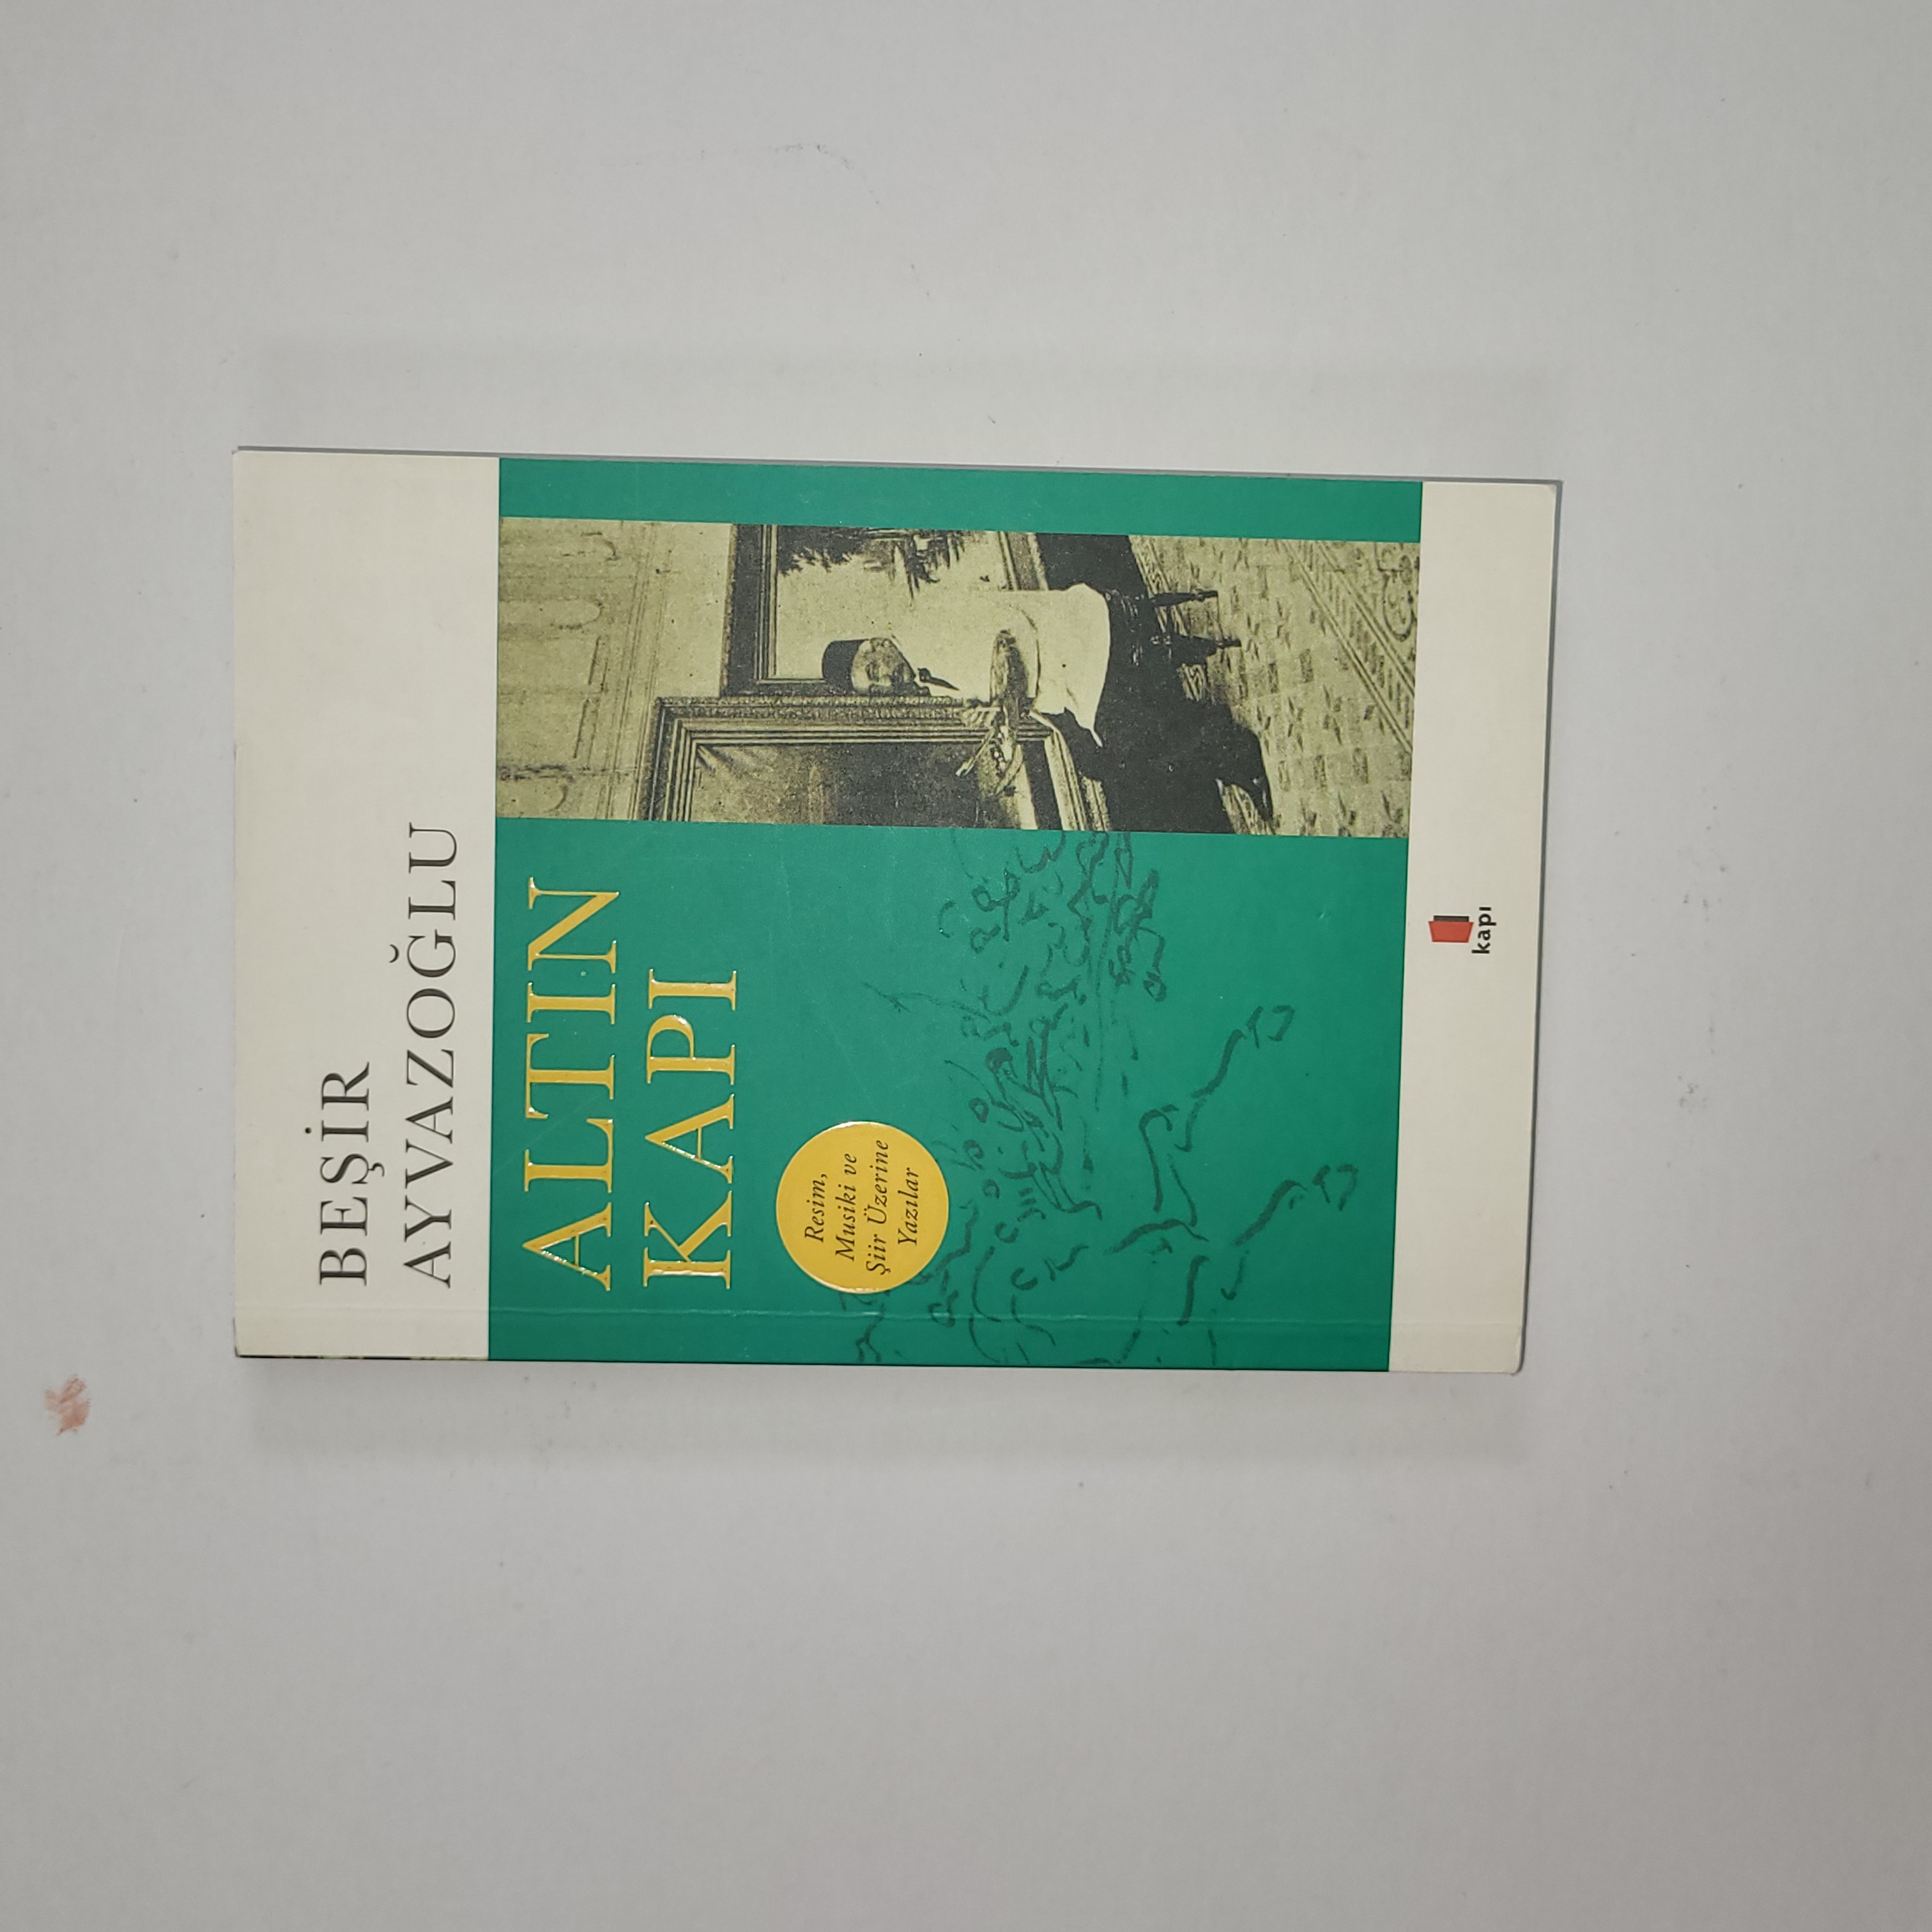 BEŞİR
AYVAZOĞLU
ALTIN
KAPI
Resim,
Musiki ve
Şiir Üzerine
Yazılar
kapı